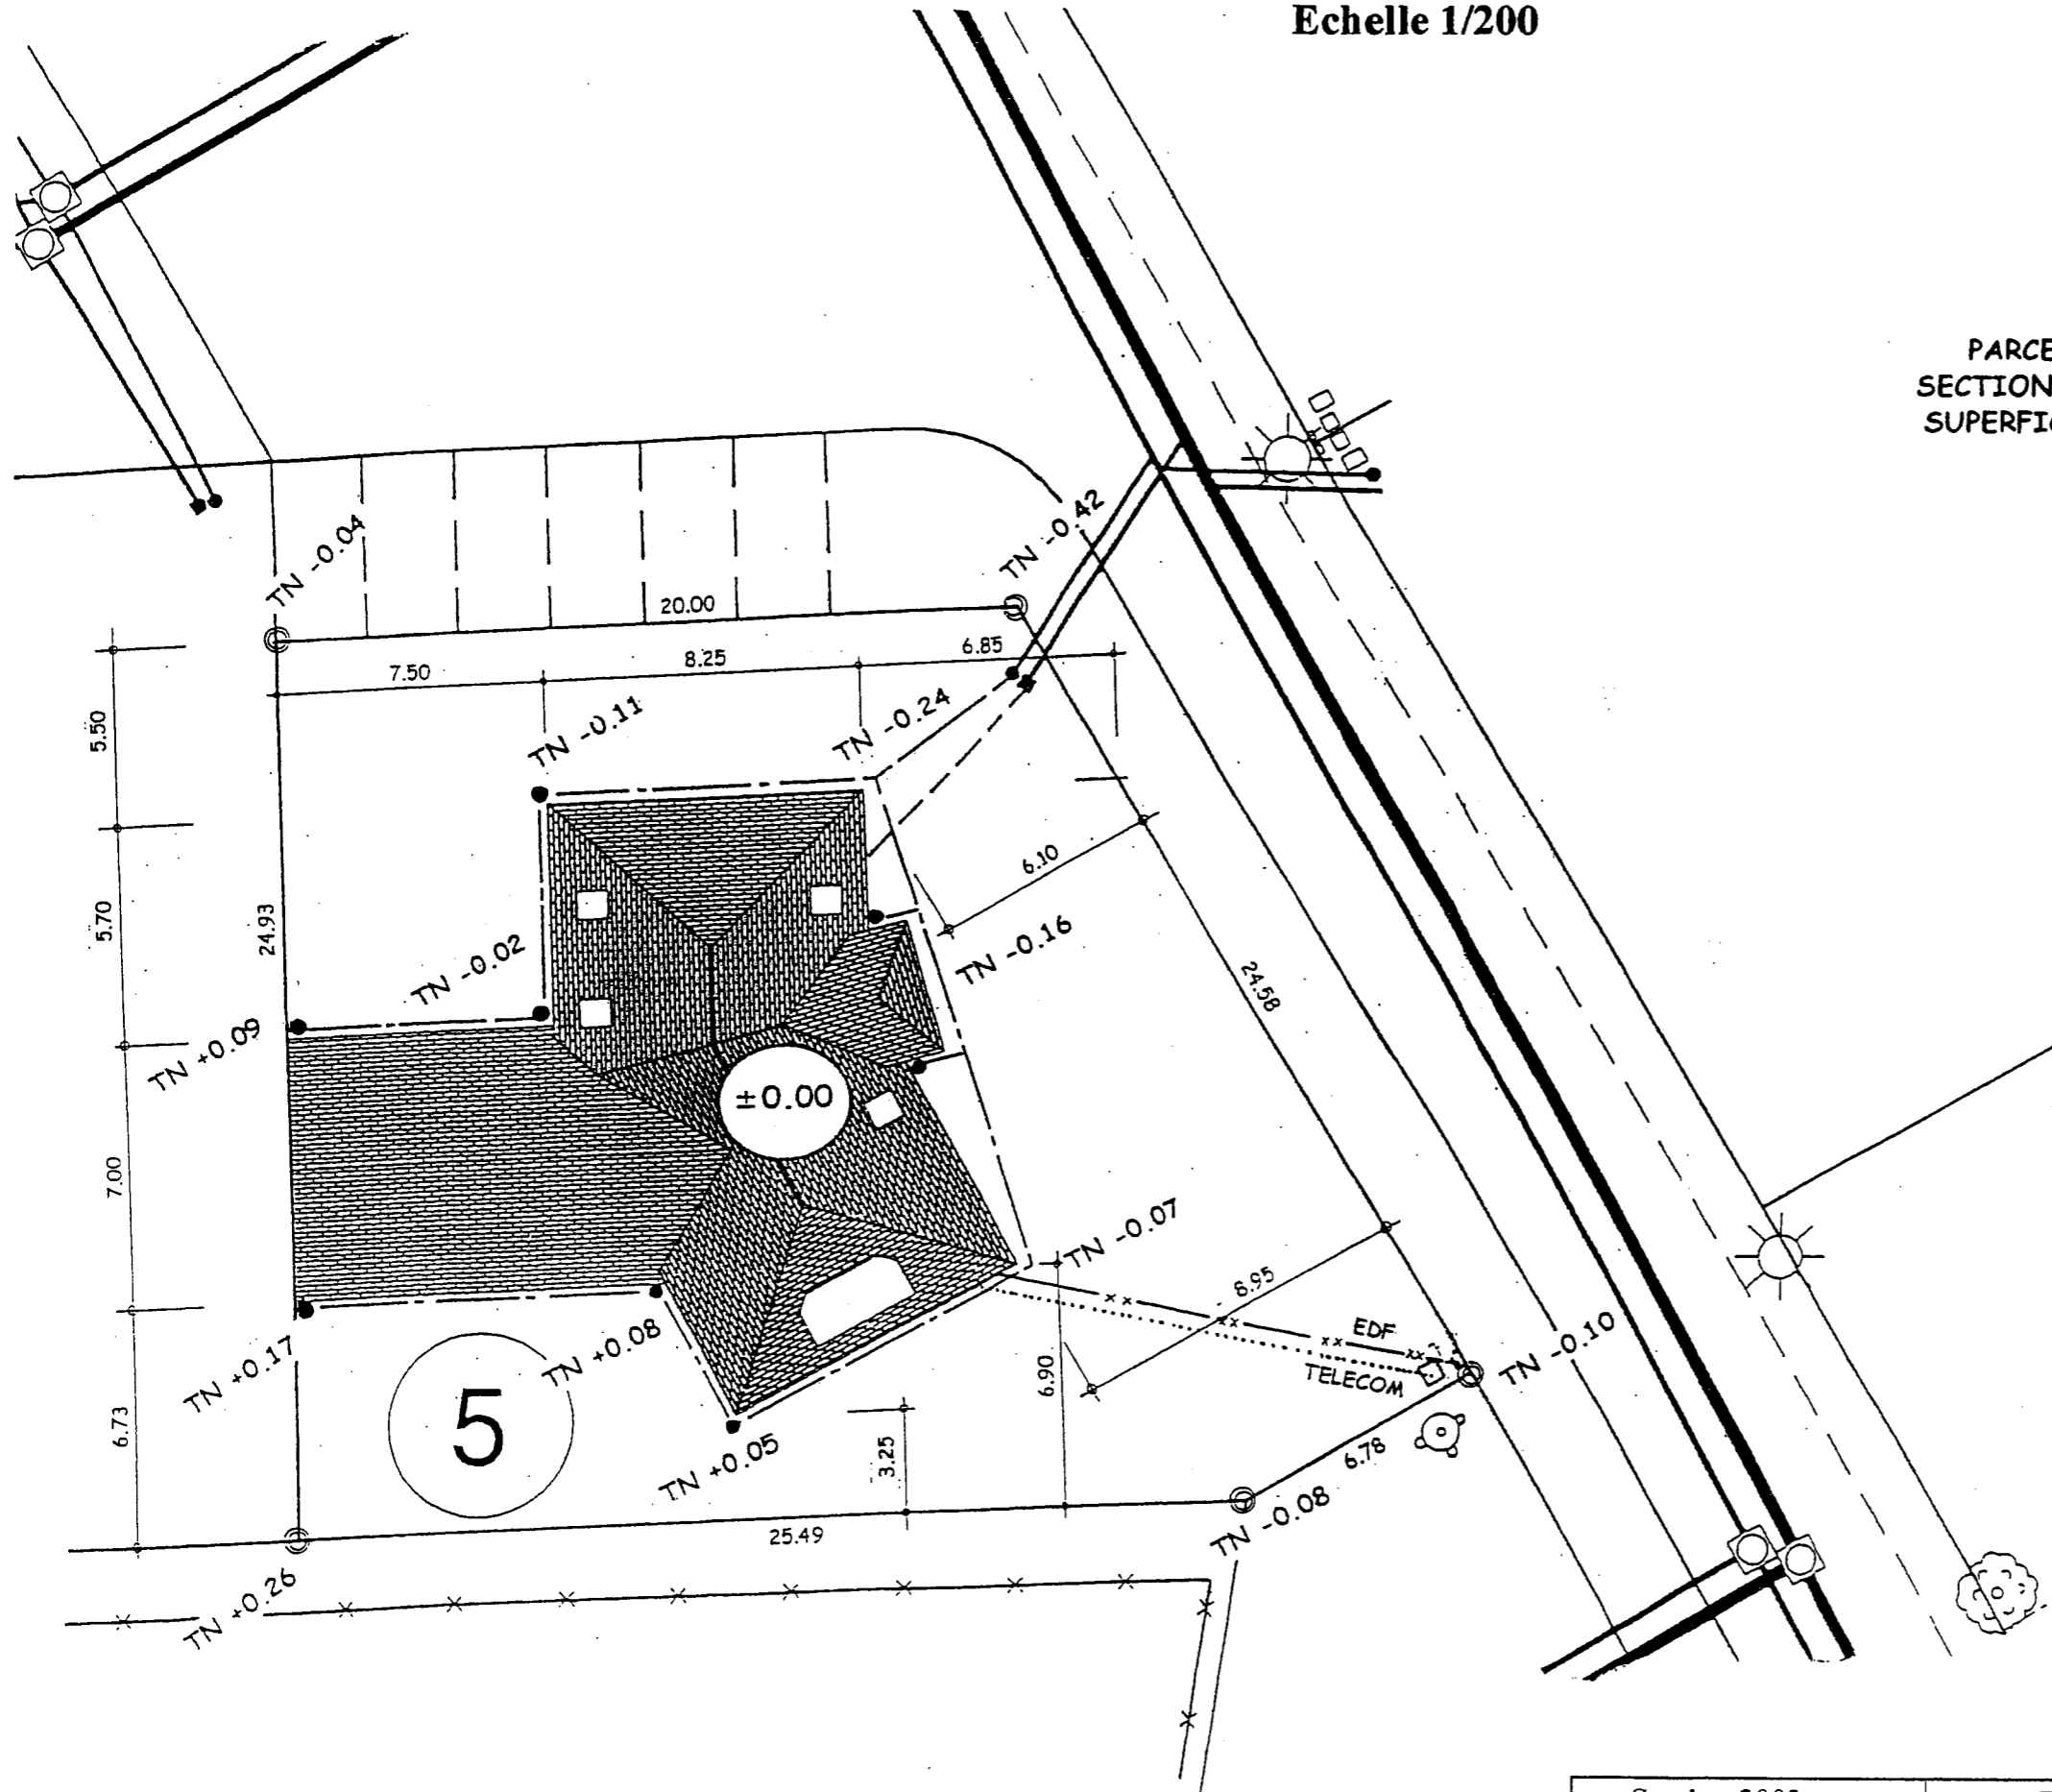 Echelle 1/200
PARCE
SECTION
SUPERFIC
TN -0.04
TN -0.42
20.00
7.50
8.25
6.85
5.50
TN -0.11
TN -0.24
6.10
5.70
24.93
TN -0.02
TN -0.16
24.58
TN +0.09
±0.00
7.00
TN -0.07
8.95
EDF
TELECOM
TN -0.10
TN +0.17
TN +0.08
6.90
5
6.73
TN +0.05
3.25
6.78
TN -0.08
25.49
TN +0.26